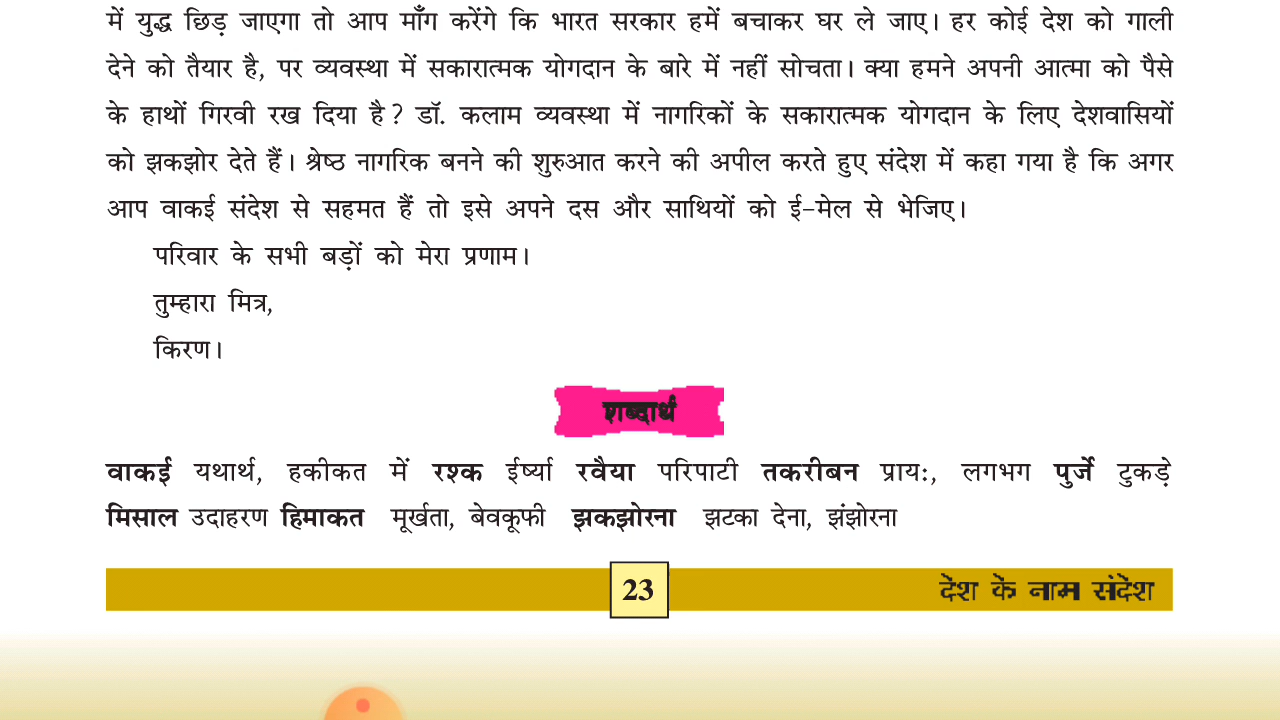 में युद्ध छिड़ जाएगा तो आप माँग करेंगे कि भारत सरकार हमें बचाकर घर ले जाए। हर कोई देश को गाली
देने को तैयार है, पर व्यवस्था में सकारात्मक योगदान के बारे में नहीं सोचता। क्या हमने अपनी आत्मा को पैसे
के हाथों गिरवी रख दिया है? डॉ. कलाम व्यवस्था में नागरिकों के सकारात्मक योगदान के लिए देशवासियों
को झकझोर देते हैं। श्रेष्ठ नागरिक बनने की शुरुआत करने की अपील करते हुए संदेश में कहा गया है कि अगर
आप वाकई संदेश से सहमत हैं तो इसे अपने दस और साथियों को ई-मेल से भेजिए।
परिवार के सभी बड़ों को मेरा प्रणाम।
तुम्हारा मित्र,
किरण।
शब्दार्थ
वाकई यथार्थ, हकीकत में रश्क ईर्ष्या रवैया परिपाटी तकरीबन प्रायः, लगभग पुर्जे टुकड़े
मिसाल उदाहरण हिमाकत मूर्खता, बेवकूफी झकझोरना झटका देना, झंझोरना
23 देश के नाम संदेश